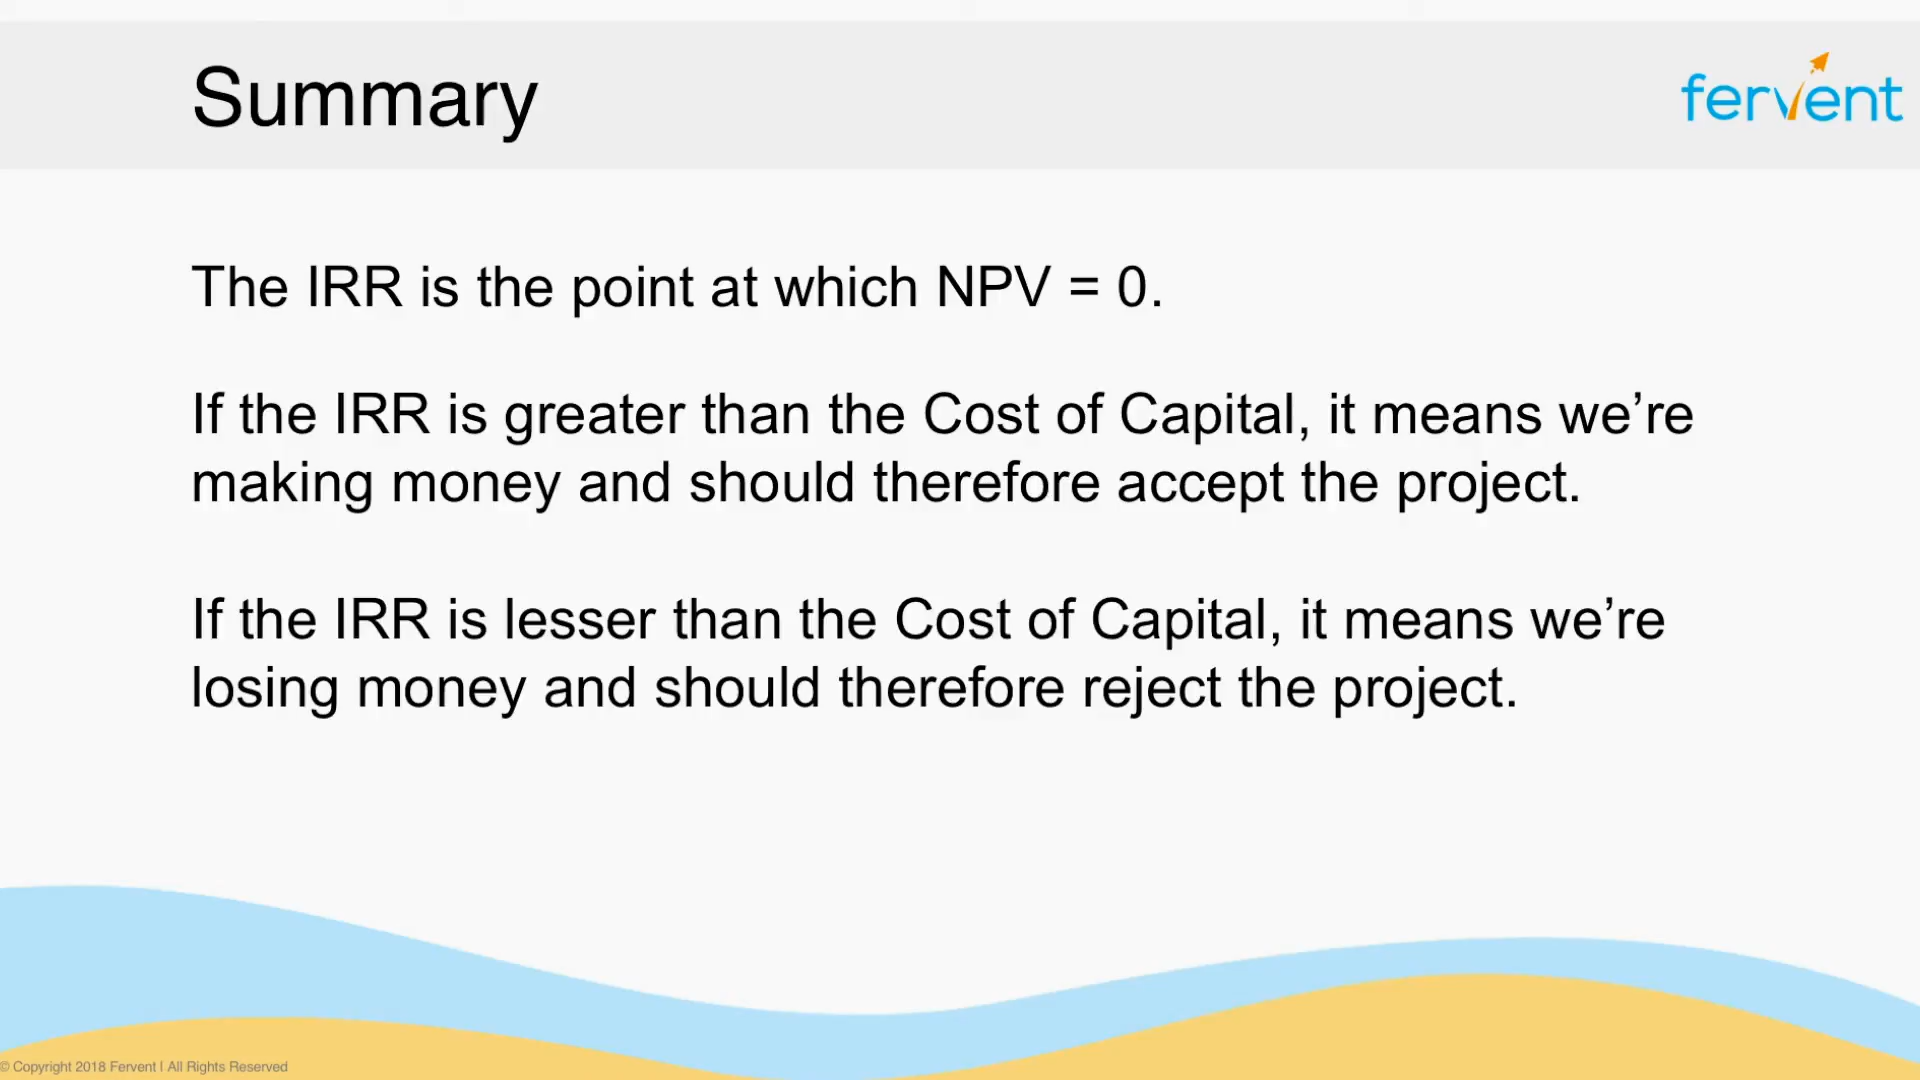 Summary
fervent
The IRR is the point at which NPV = 0.
If the IRR is greater than the Cost of Capital, it means we’re
making money and should therefore accept the project.
If the IRR is lesser than the Cost of Capital, it means we’re
losing money and should therefore reject the project.
© Copyright 2018 Fervent | All Rights Reserved